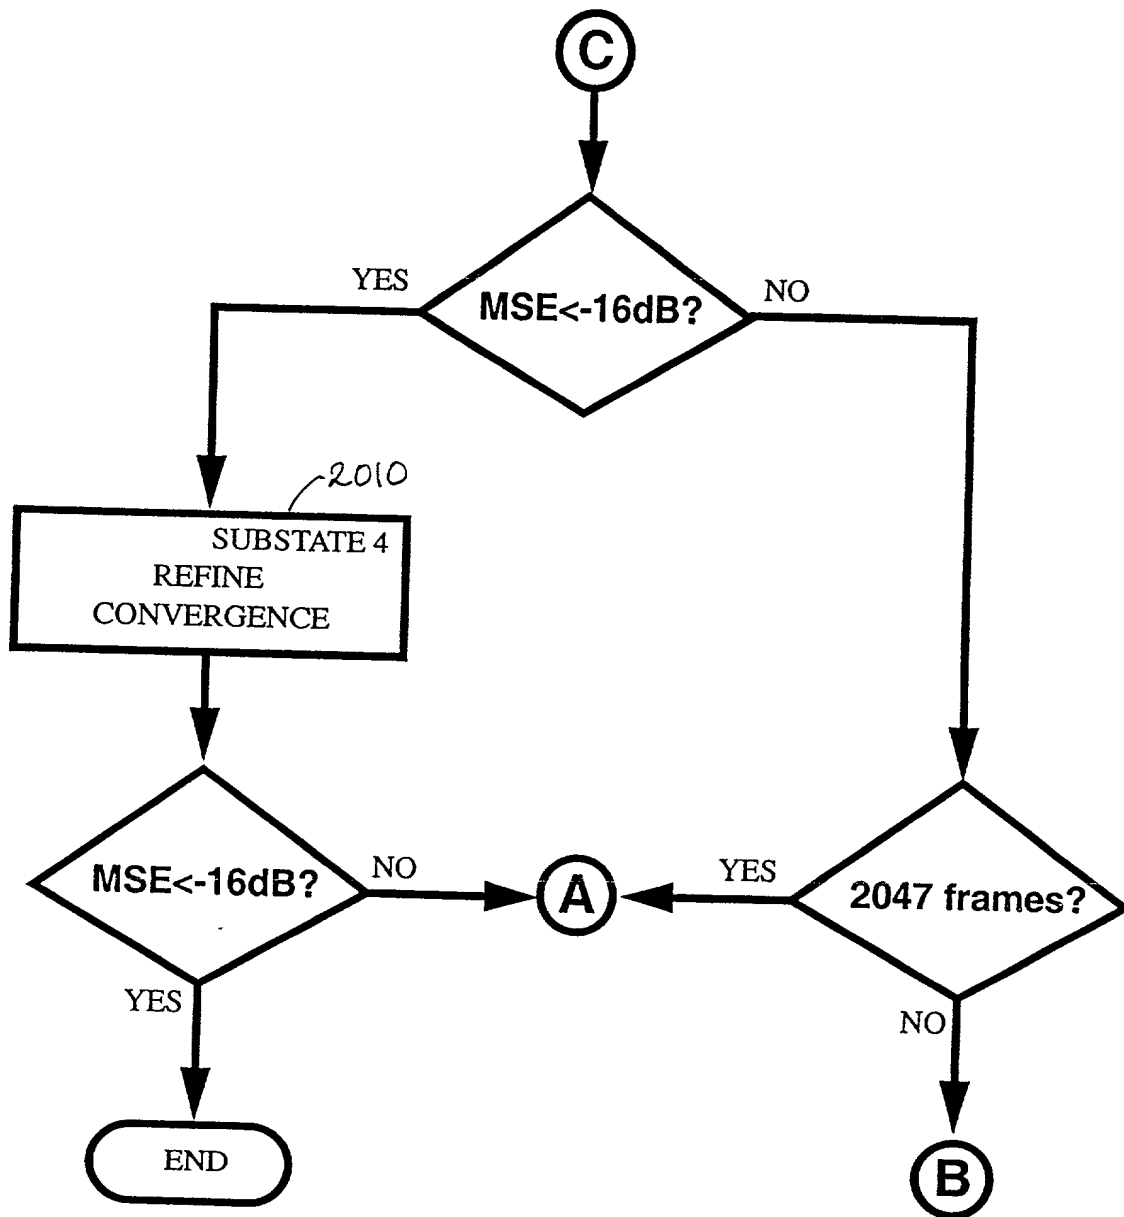 C
YES
MSE<-16dB?
NO
2010
SUBSTATE 4
REFINE
CONVERGENCE
MSE<-16dB?
NO
A
YES
2047 frames?
YES
NO
END
B